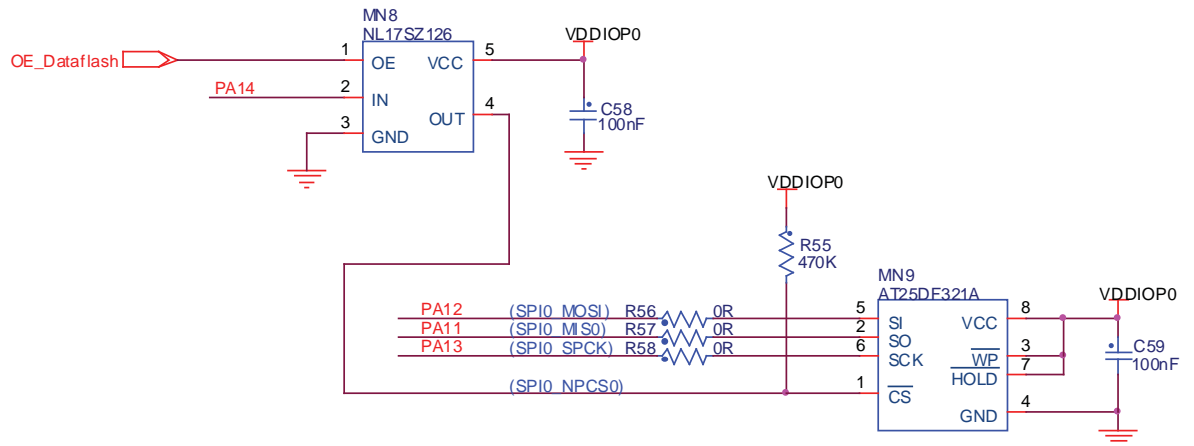 MN8
NL17SZ126
VDDIOP0
OE_Dataflash
1
OE
VCC
5
PA14
2
IN
4
OUT
C58
100nF
3
GND
VDDIOP0
R55
470K
MN9
AT25DF321A
VDDIOP0
PA12
(SPI0_MOSI)
R56
0R
5
SI
VCC
8
PA11
(SPI0_MIS0)
R57
0R
2
SO
PA13
(SPI0_SPCK)
R58
0R
6
SCK
WP
3
C59
100nF
HOLD
7
(SPI0_NPCS0)
1
CS
GND
4